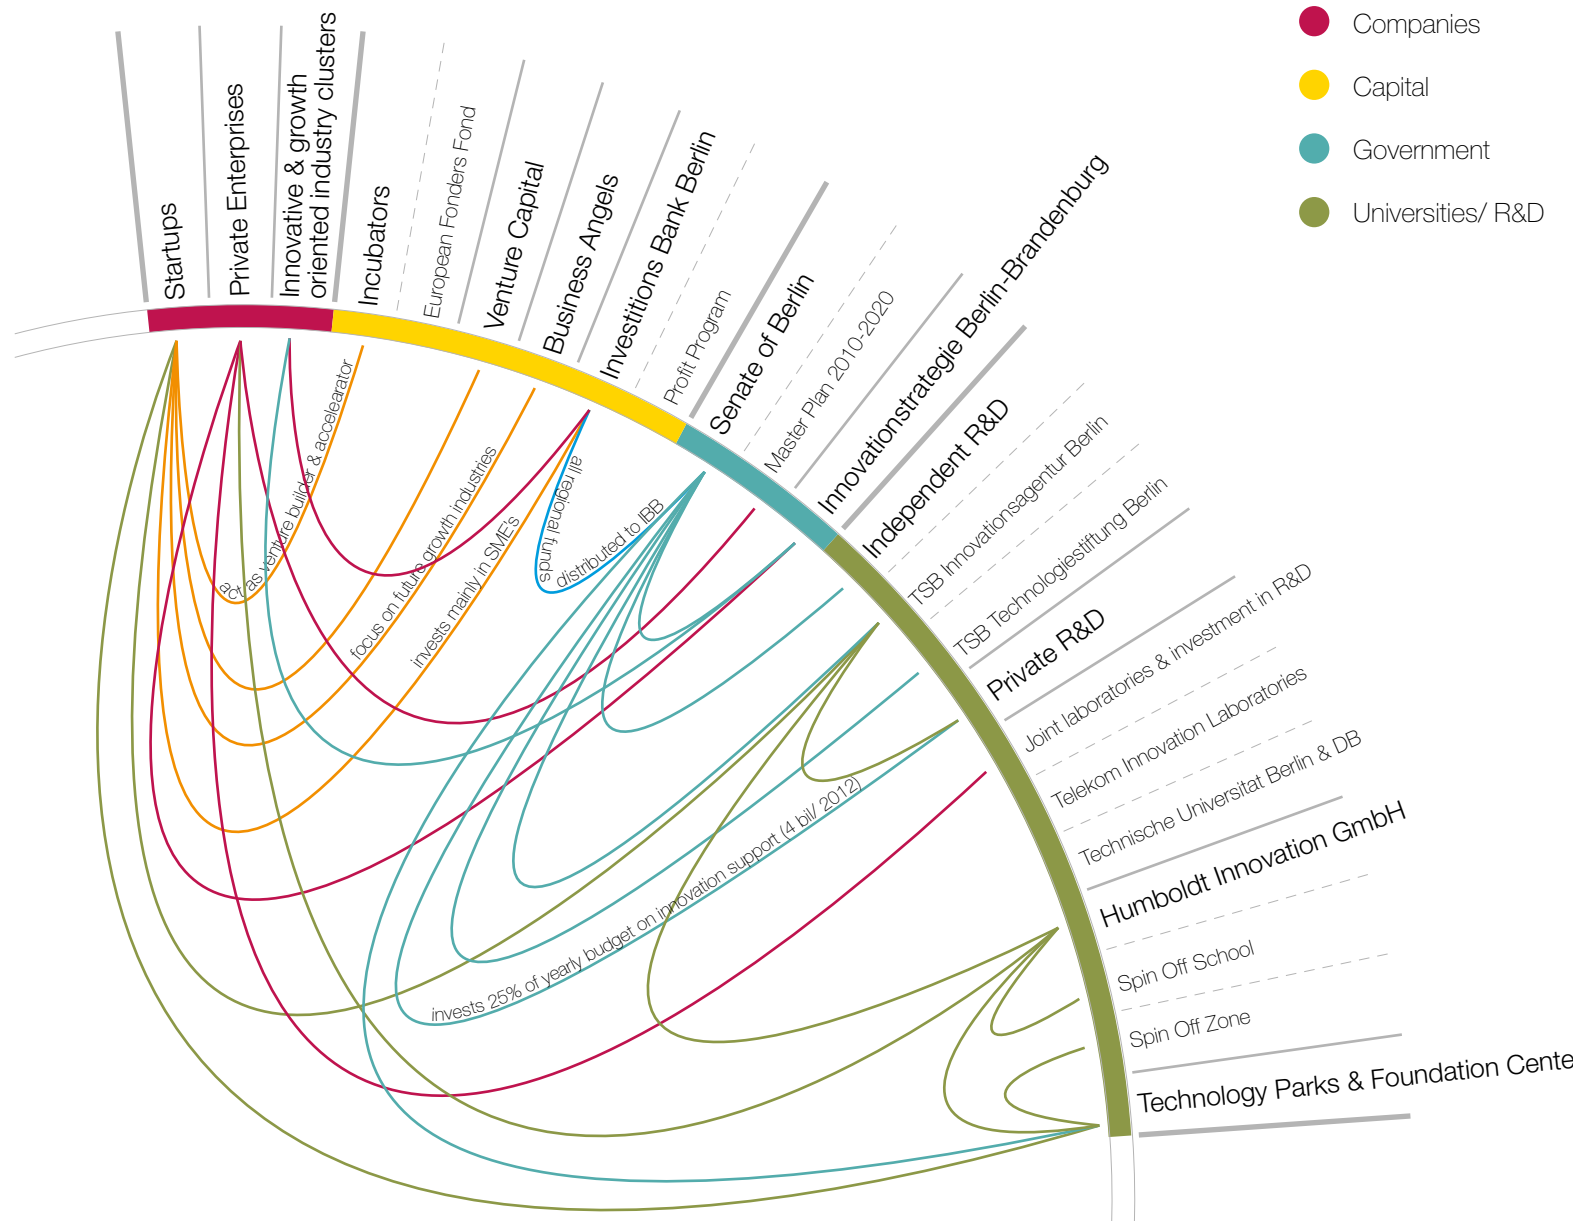 Companies
Capital
Government
Universities/ R&D
Startups
Private Enterprises
Innovative & growth
oriented industry clusters
Incubators
European Fonders Fond
Venture Capital
Business Angels
Investitions Bank Berlin
Profit Program
Senate of Berlin
Master Plan 2010-2020
Innovationstrategie Berlin-Brandenburg
Independent R&D
TSB Innovationsagentur Berlin
TSB Technologiestiftung Berlin
Private R&D
Joint laboratories & investment in R&D
Telekom Innovation Laboratories
Technische Universitat Berlin & DB
Humboldt Innovation GmbH
Spin Off School
Spin Off Zone
Technology Parks & Foundation Cente
act as venture builder & accelearator
focus on future growth industries
invests mainly in SME's
all regional funds
distributed to IBB
invests 25% of yearly budget on innovation support (4 bil/ 2012)